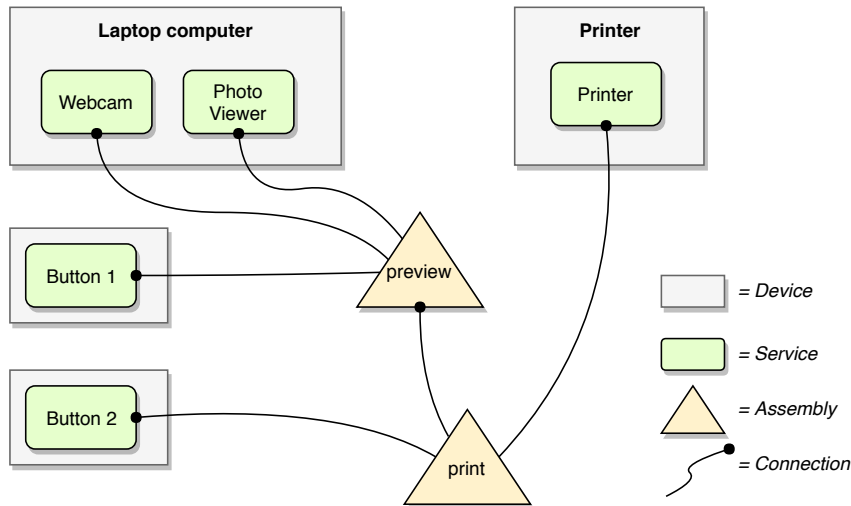 Laptop computer
Webcam
Photo
Viewer
Printer
Printer
Button 1
preview
Button 2
print
= Device
= Service
= Assembly
= Connection